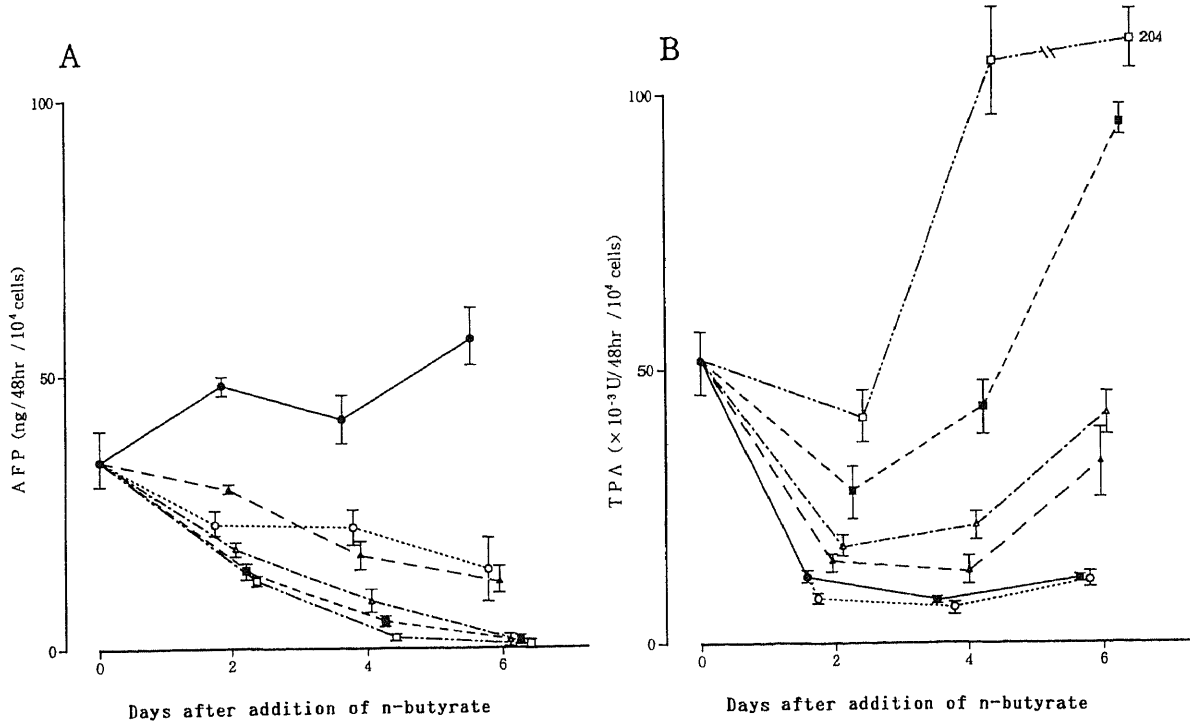 A
100
50
0
AFP (ng/48hr/10⁴ cells)
0 2 4 6
Days after addition of n-butyrate
B
204
100
50
0
TPA (×10⁻³U/48hr/10⁴ cells)
0 2 4 6
Days after addition of n-butyrate